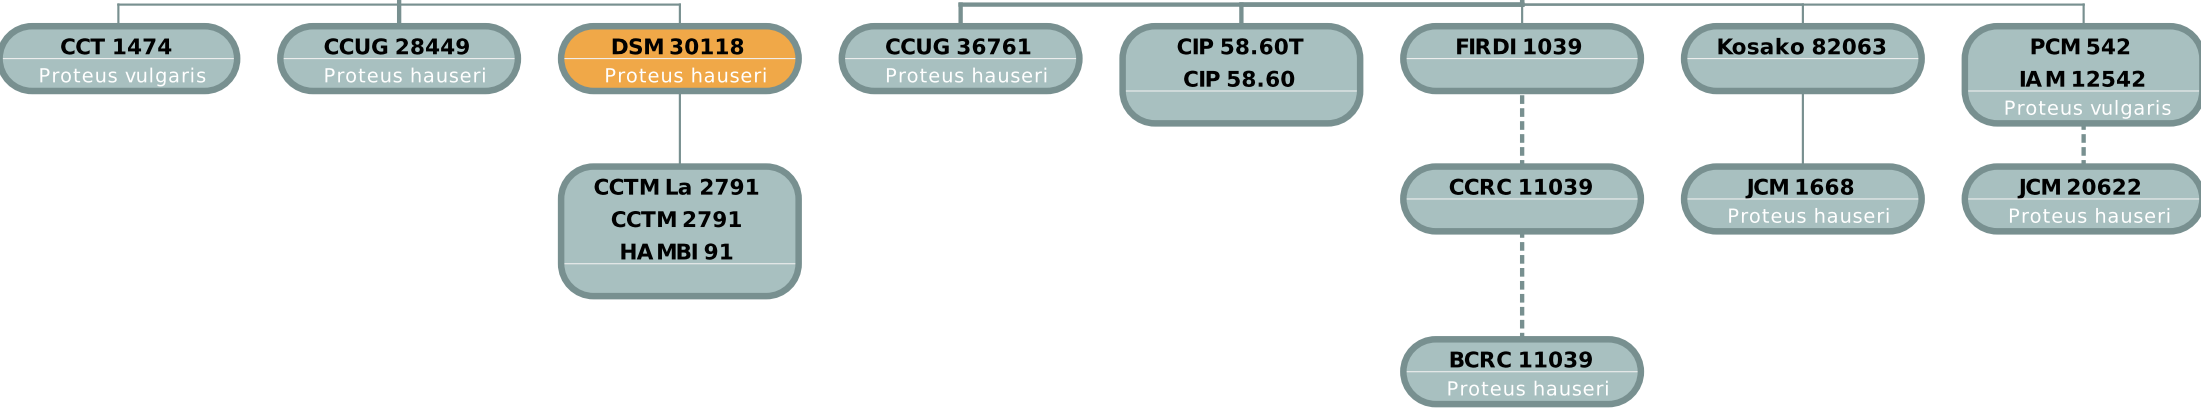 CCT 1474
Proteus vulgaris
CCUG 28449
Proteus hauseri
DSM 30118
Proteus hauseri
CCUG 36761
Proteus hauseri
CIP 58.60T
CIP 58.60
FIRDI 1039
Kosako 82063
PCM 542
IAM 12542
Proteus vulgaris
CCTM La 2791
CCTM 2791
HAMBI 91
CCRC 11039
JCM 1668
Proteus hauseri
JCM 20622
Proteus hauseri
BCRC 11039
Proteus hauseri